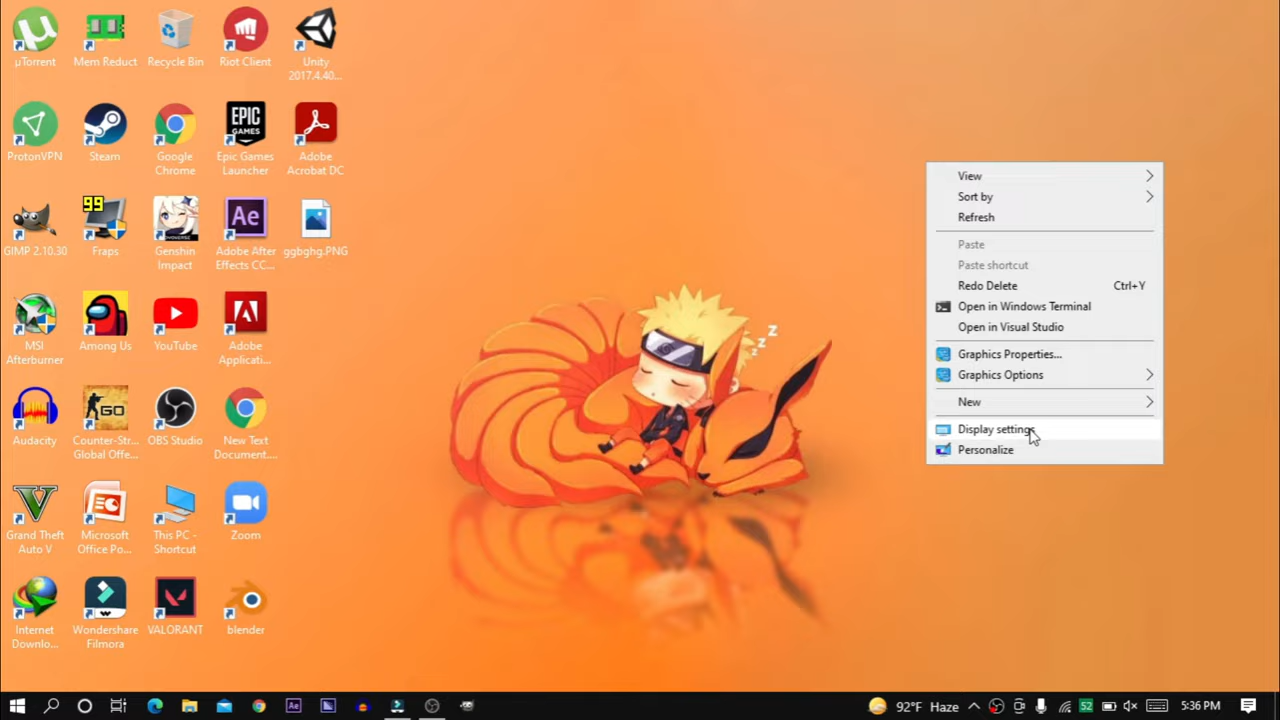 µTorrent
Mem Reduct
Recycle Bin
Riot Client
Unity
2017.4.40...
ProtonVPN
Steam
Google
Chrome
EPIC
GAMES
Epic Games
Launcher
Adobe
Acrobat DC
GIMP 2.10.30
99
Fraps
Genshin
Impact
Ae
Adobe After
Effects CC...
ggbghg.PNG
MSI
Afterburner
Among Us
YouTube
Adobe
Applicati...
Audacity
GO
Counter-Str...
Global Offe...
OBS Studio
New Text
Document....
V
Grand Theft
Auto V
Microsoft
Office Po...
This PC -
Shortcut
Zoom
Internet
Downlo...
Wondershare
Filmora
VALORANT
blender
z
z
z
View
Sort by
Refresh
Paste
Paste shortcut
Redo Delete Ctrl+Y
Open in Windows Terminal
Open in Visual Studio
Graphics Properties...
Graphics Options
New
Display settings
Personalize
Ae
92°F Haze
52
5:36 PM